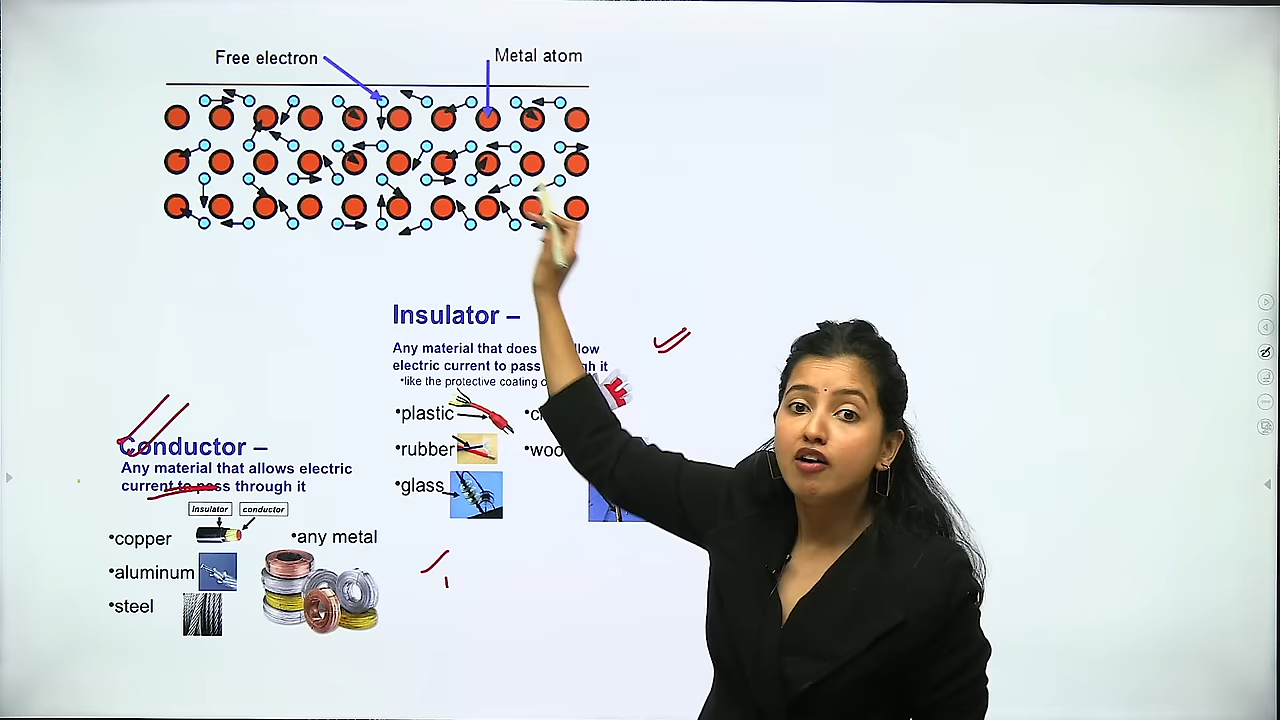 Free electron
Metal atom
Insulator –
Any material that does llow
electric current to pass gh it
•like the protective coating o
•plastic
•rubber
•woo
•glass
Conductor –
Any material that allows electric
current to pass through it
insulator
conductor
•copper
•any metal
•aluminum
•steel